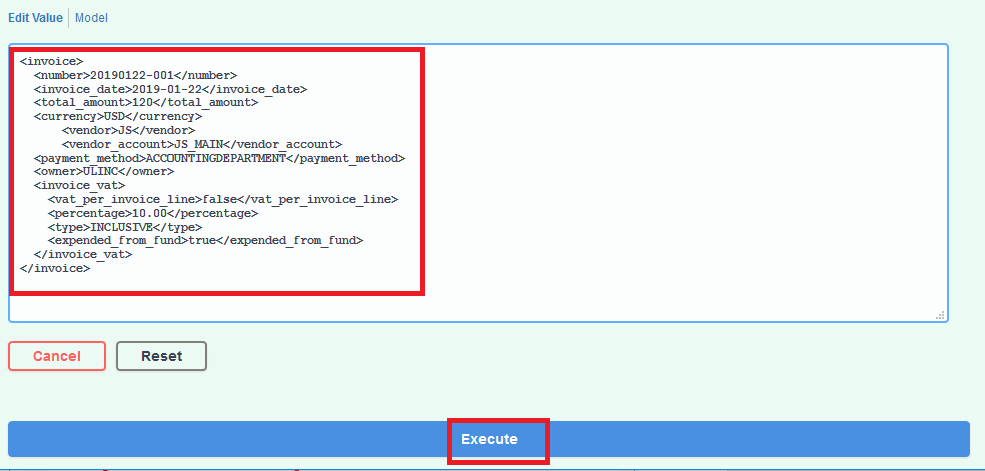 Edit Value Model
<invoice>
  <number>20190122-001</number>
  <invoice_date>2019-01-22</invoice_date>
  <total_amount>120</total_amount>
  <currency>USD</currency>
      <vendor>JS</vendor>
      <vendor_account>JS_MAIN</vendor_account>
  <payment_method>ACCOUNTINGDEPARTMENT</payment_method>
  <owner>ULINC</owner>
  <invoice_vat>
    <vat_per_invoice_line>false</vat_per_invoice_line>
    <percentage>10.00</percentage>
    <type>INCLUSIVE</type>
    <expended_from_fund>true</expended_from_fund>
  </invoice_vat>
</invoice>
Cancel Reset
Execute